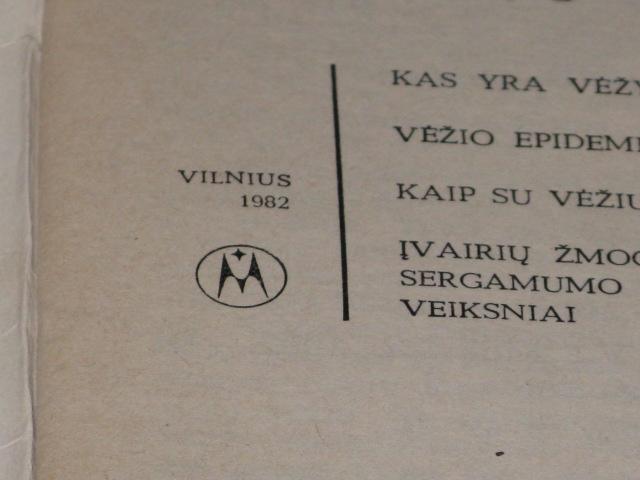 VILNIUS
1982
KAS YRA
VĖŽIO
KAIP SU
ĮVAIRIŲ
SERGAMUMO
VEIKSNIAI